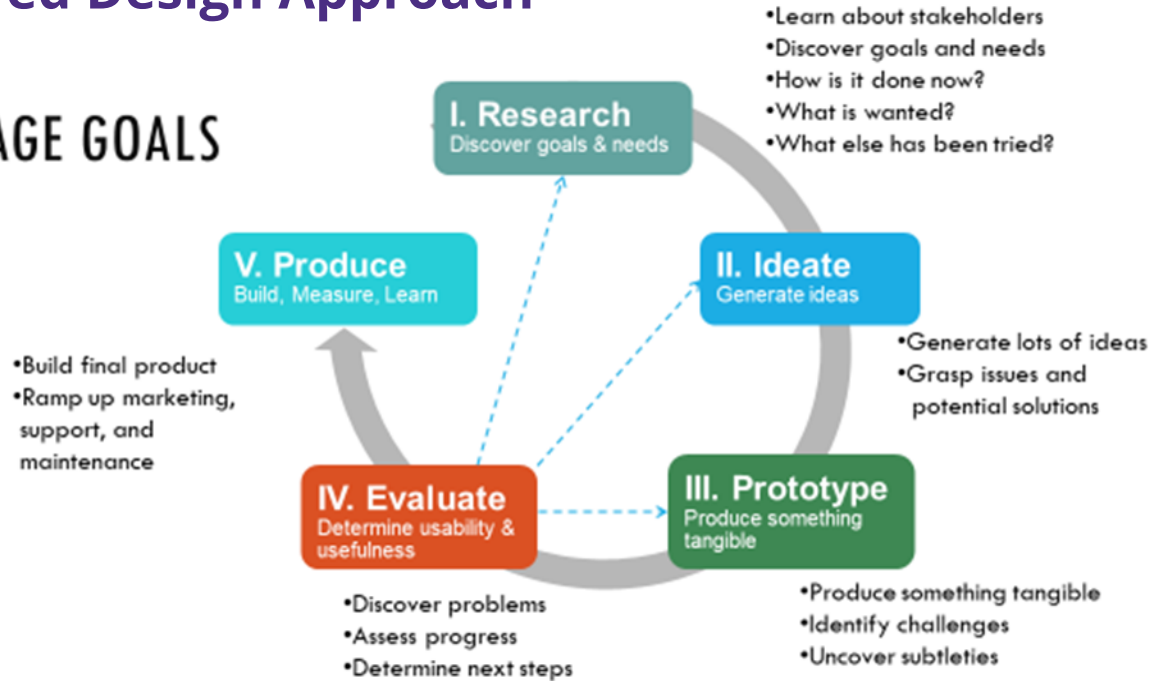 Design Approach
GOALS
•Learn about stakeholders
•Discover goals and needs
•How is it done now?
•What is wanted?
•What else has been tried?
I. Research
Discover goals & needs
II. Ideate
Generate ideas
•Generate lots of ideas
•Grasp issues and
potential solutions
III. Prototype
Produce something
tangible
•Produce something tangible
•Identify challenges
•Uncover subtleties
IV. Evaluate
Determine usability &
usefulness
•Discover problems
•Assess progress
•Determine next steps
V. Produce
Build, Measure, Learn
•Build final product
•Ramp up marketing,
support, and
maintenance